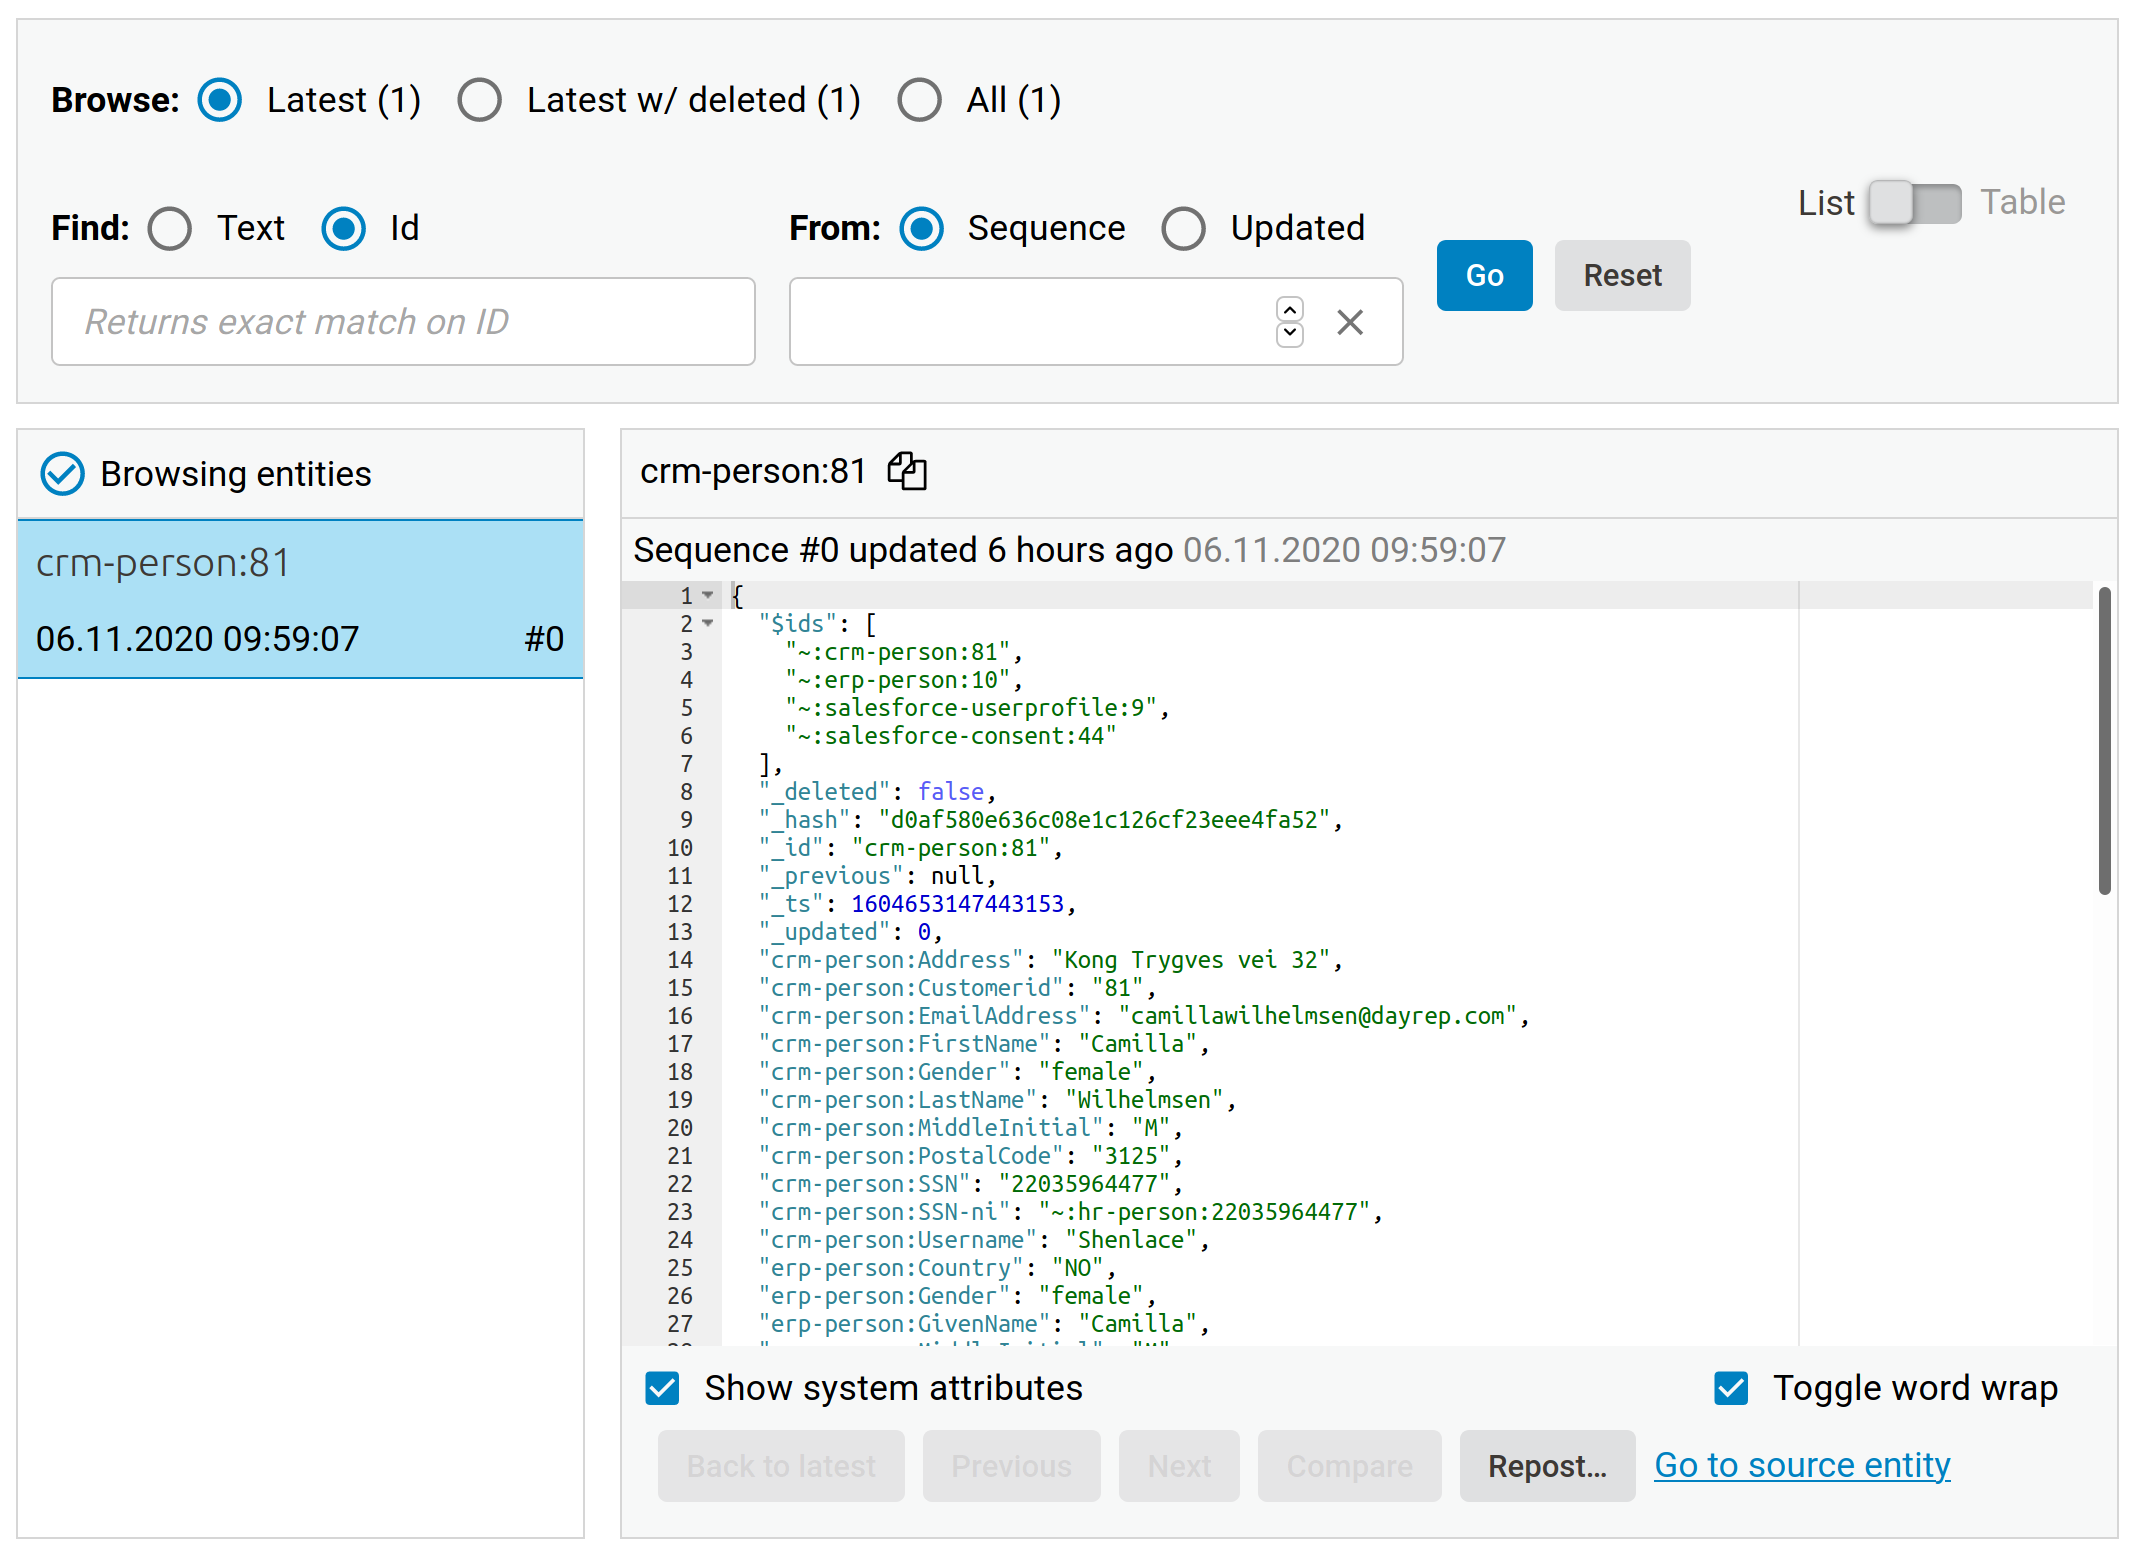 Browse: Latest (1) Latest w/ deleted (1) All (1)
List Table
Find: Text Id From: Sequence Updated
Go Reset
Returns exact match on ID
Browsing entities
crm-person:81
06.11.2020 09:59:07 #0
crm-person:81
Sequence #0 updated 6 hours ago 06.11.2020 09:59:07
1 {
2 "$ids": [
3 "~:crm-person:81",
4 "~:erp-person:10",
5 "~:salesforce-userprofile:9",
6 "~:salesforce-consent:44"
7 ],
8 "_deleted": false,
9 "_hash": "d0af580e636c08e1c126cf23eee4fa52",
10 "_id": "crm-person:81",
11 "_previous": null,
12 "_ts": 1604653147443153,
13 "_updated": 0,
14 "crm-person:Address": "Kong Trygves vei 32",
15 "crm-person:Customerid": "81",
16 "crm-person:EmailAddress": "camillawilhelmsen@dayrep.com",
17 "crm-person:FirstName": "Camilla",
18 "crm-person:Gender": "female",
19 "crm-person:LastName": "Wilhelmsen",
20 "crm-person:MiddleInitial": "M",
21 "crm-person:PostalCode": "3125",
22 "crm-person:SSN": "22035964477",
23 "crm-person:SSN-ni": "~:hr-person:22035964477",
24 "crm-person:Username": "Shenlace",
25 "erp-person:Country": "NO",
26 "erp-person:Gender": "female",
27 "erp-person:GivenName": "Camilla",
Show system attributes Toggle word wrap
Back to latest Previous Next Compare Repost... Go to source entity